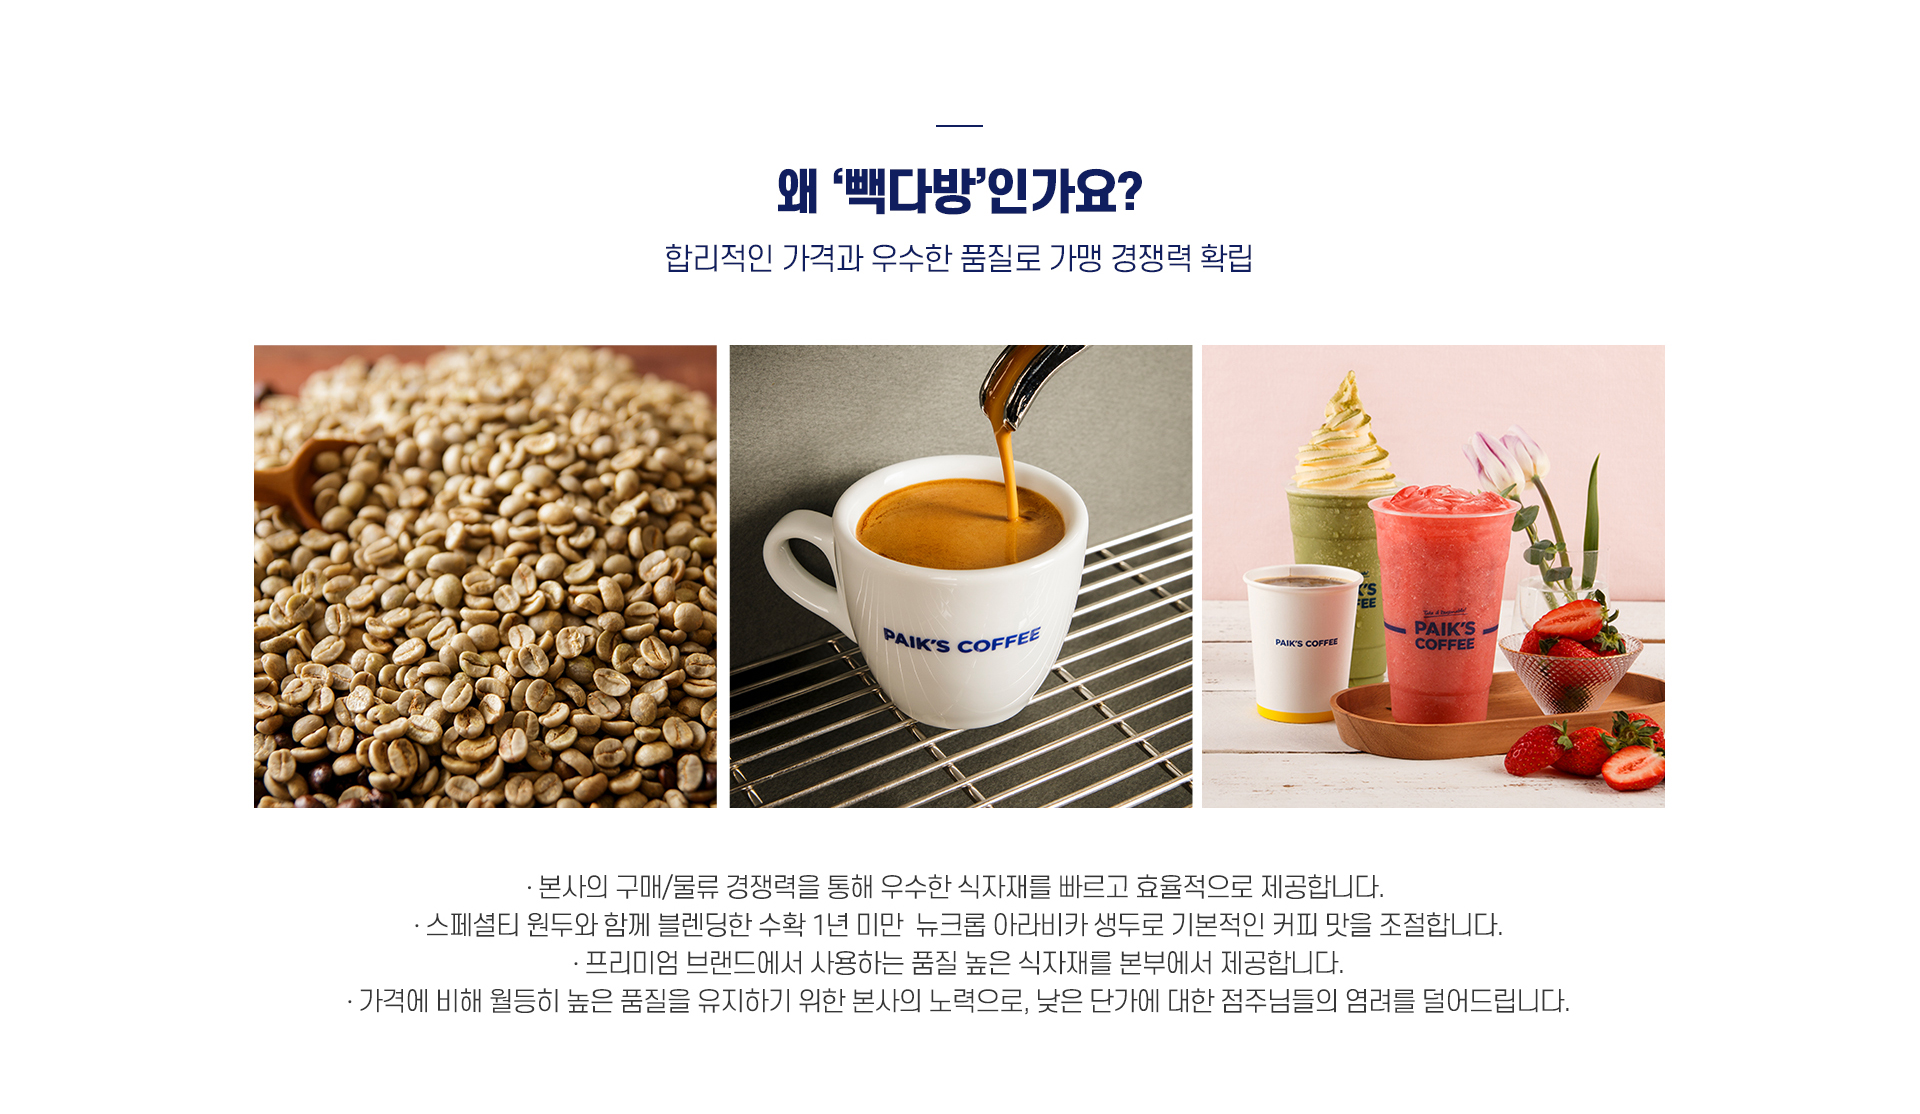 왜 ‘빽다방’인가요?
합리적인 가격과 우수한 품질로 가맹 경쟁력 확립
PAIK'S COFFEE
PAIK'S COFFEE
K'S
FEE
PAIK'S
COFFEE
· 본사의 구매/물류 경쟁력을 통해 우수한 식자재를 빠르고 효율적으로 제공합니다.
· 스페셜티 원두와 함께 블렌딩한 수확 1년 미만 뉴크롭 아라비카 생두로 기본적인 커피 맛을 조절합니다.
· 프리미엄 브랜드에서 사용하는 품질 높은 식자재를 본부에서 제공합니다.
· 가격에 비해 월등히 높은 품질을 유지하기 위한 본사의 노력으로, 낮은 단가에 대한 점주님들의 염려를 덜어드립니다.